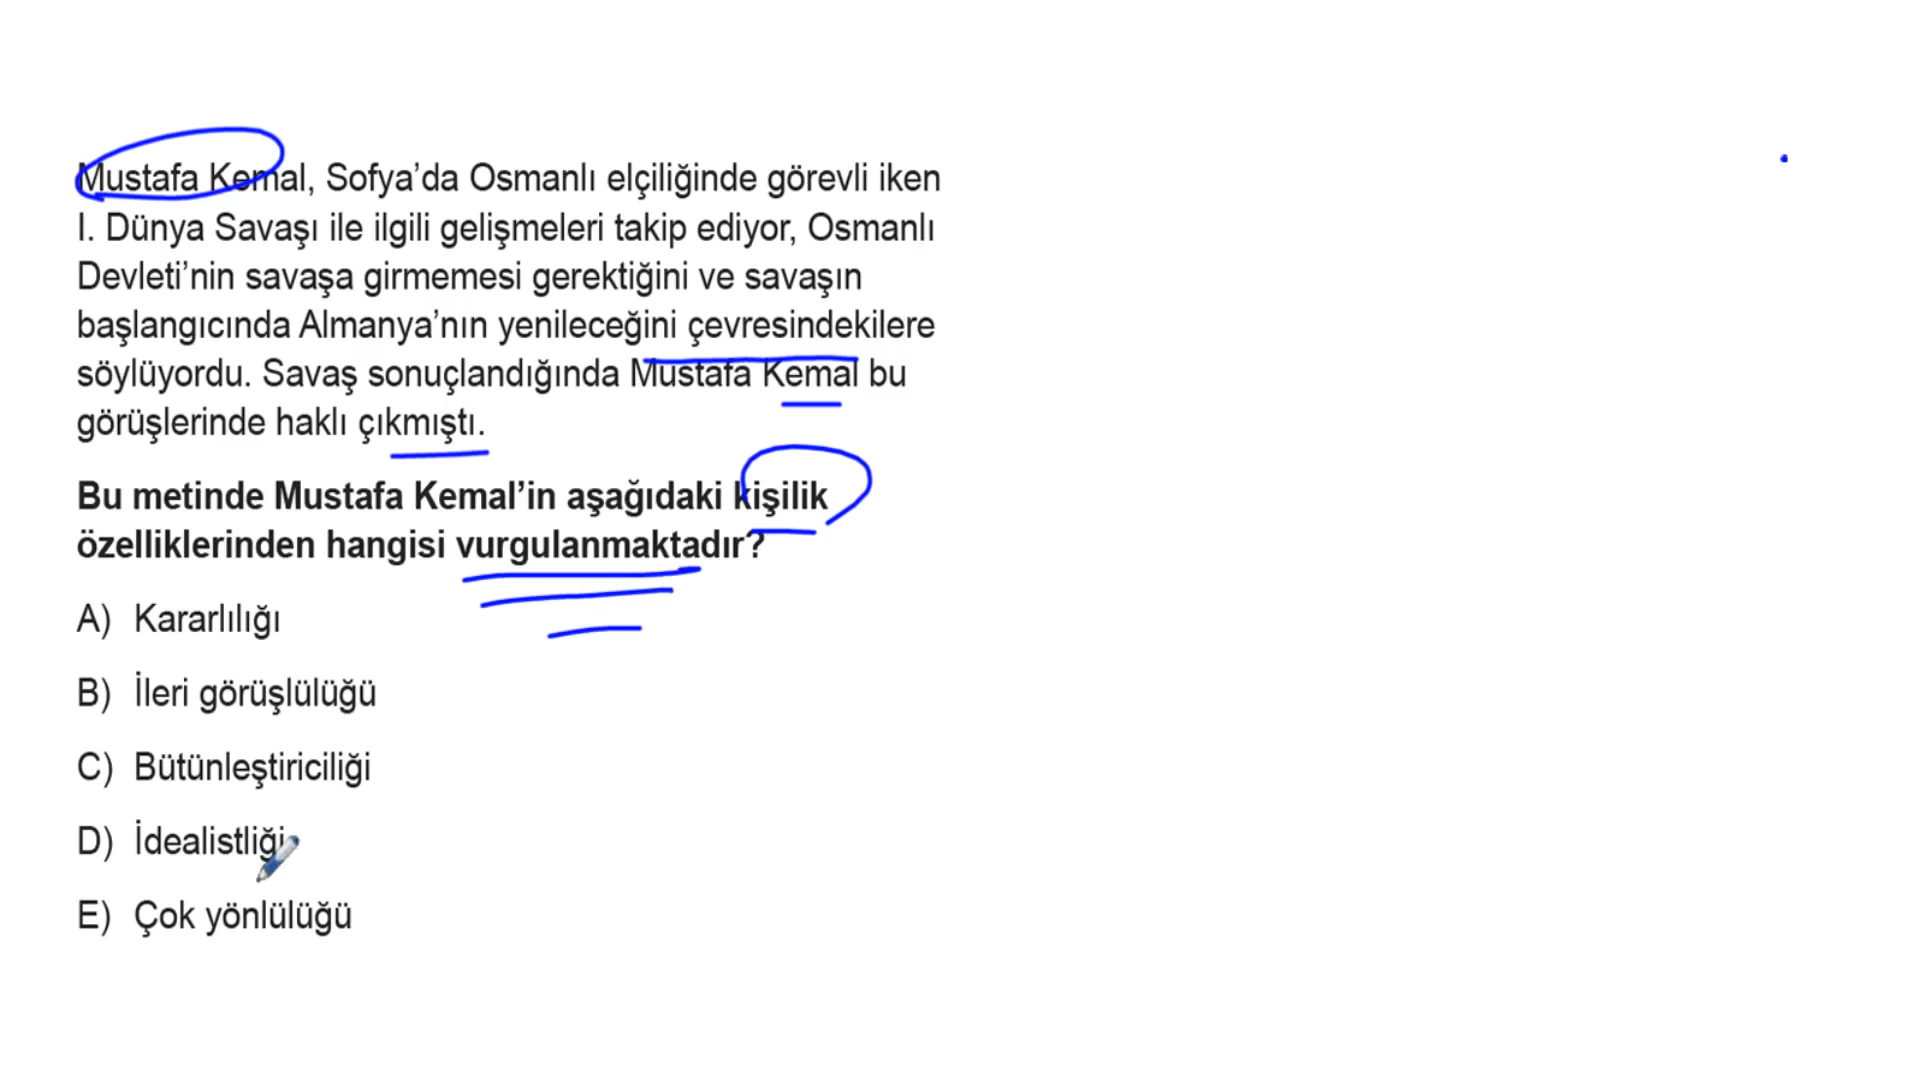 Mustafa Kemal, Sofya’da Osmanlı elçiliğinde görevli iken
I. Dünya Savaşı ile ilgili gelişmeleri takip ediyor, Osmanlı
Devleti’nin savaşa girmemesi gerektiğini ve savaşın
başlangıcında Almanya’nın yenileceğini çevresindekilere
söylüyordu. Savaş sonuçlandığında Mustafa Kemal bu
görüşlerinde haklı çıkmıştı.
Bu metinde Mustafa Kemal’in aşağıdaki kişilik
özelliklerinden hangisi vurgulanmaktadır?
A) Kararlılığı
B) İleri görüşlülüğü
C) Bütünleştiriciliği
D) İdealistliği
E) Çok yönlülüğü